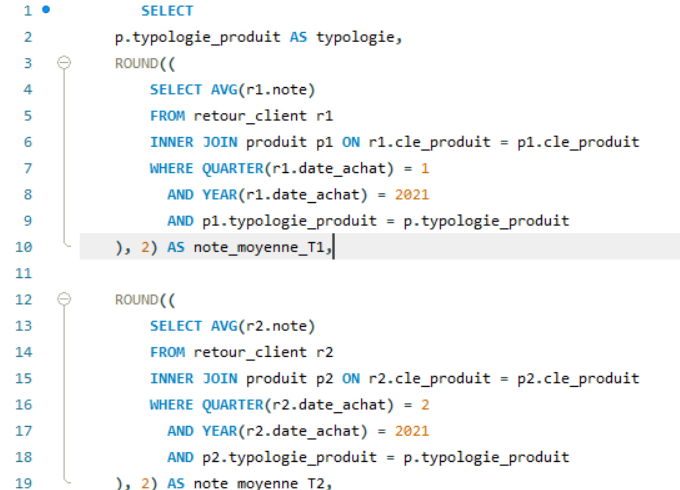 1 SELECT
2 p.typologie_produit AS typologie,
3 ROUND((
4 SELECT AVG(r1.note)
5 FROM retour_client r1
6 INNER JOIN produit p1 ON r1.cle_produit = p1.cle_produit
7 WHERE QUARTER(r1.date_achat) = 1
8 AND YEAR(r1.date_achat) = 2021
9 AND p1.typologie_produit = p.typologie_produit
10 ), 2) AS note_moyenne_T1,
11
12 ROUND((
13 SELECT AVG(r2.note)
14 FROM retour_client r2
15 INNER JOIN produit p2 ON r2.cle_produit = p2.cle_produit
16 WHERE QUARTER(r2.date_achat) = 2
17 AND YEAR(r2.date_achat) = 2021
18 AND p2.typologie_produit = p.typologie_produit
19 ), 2) AS note_moyenne_T2,